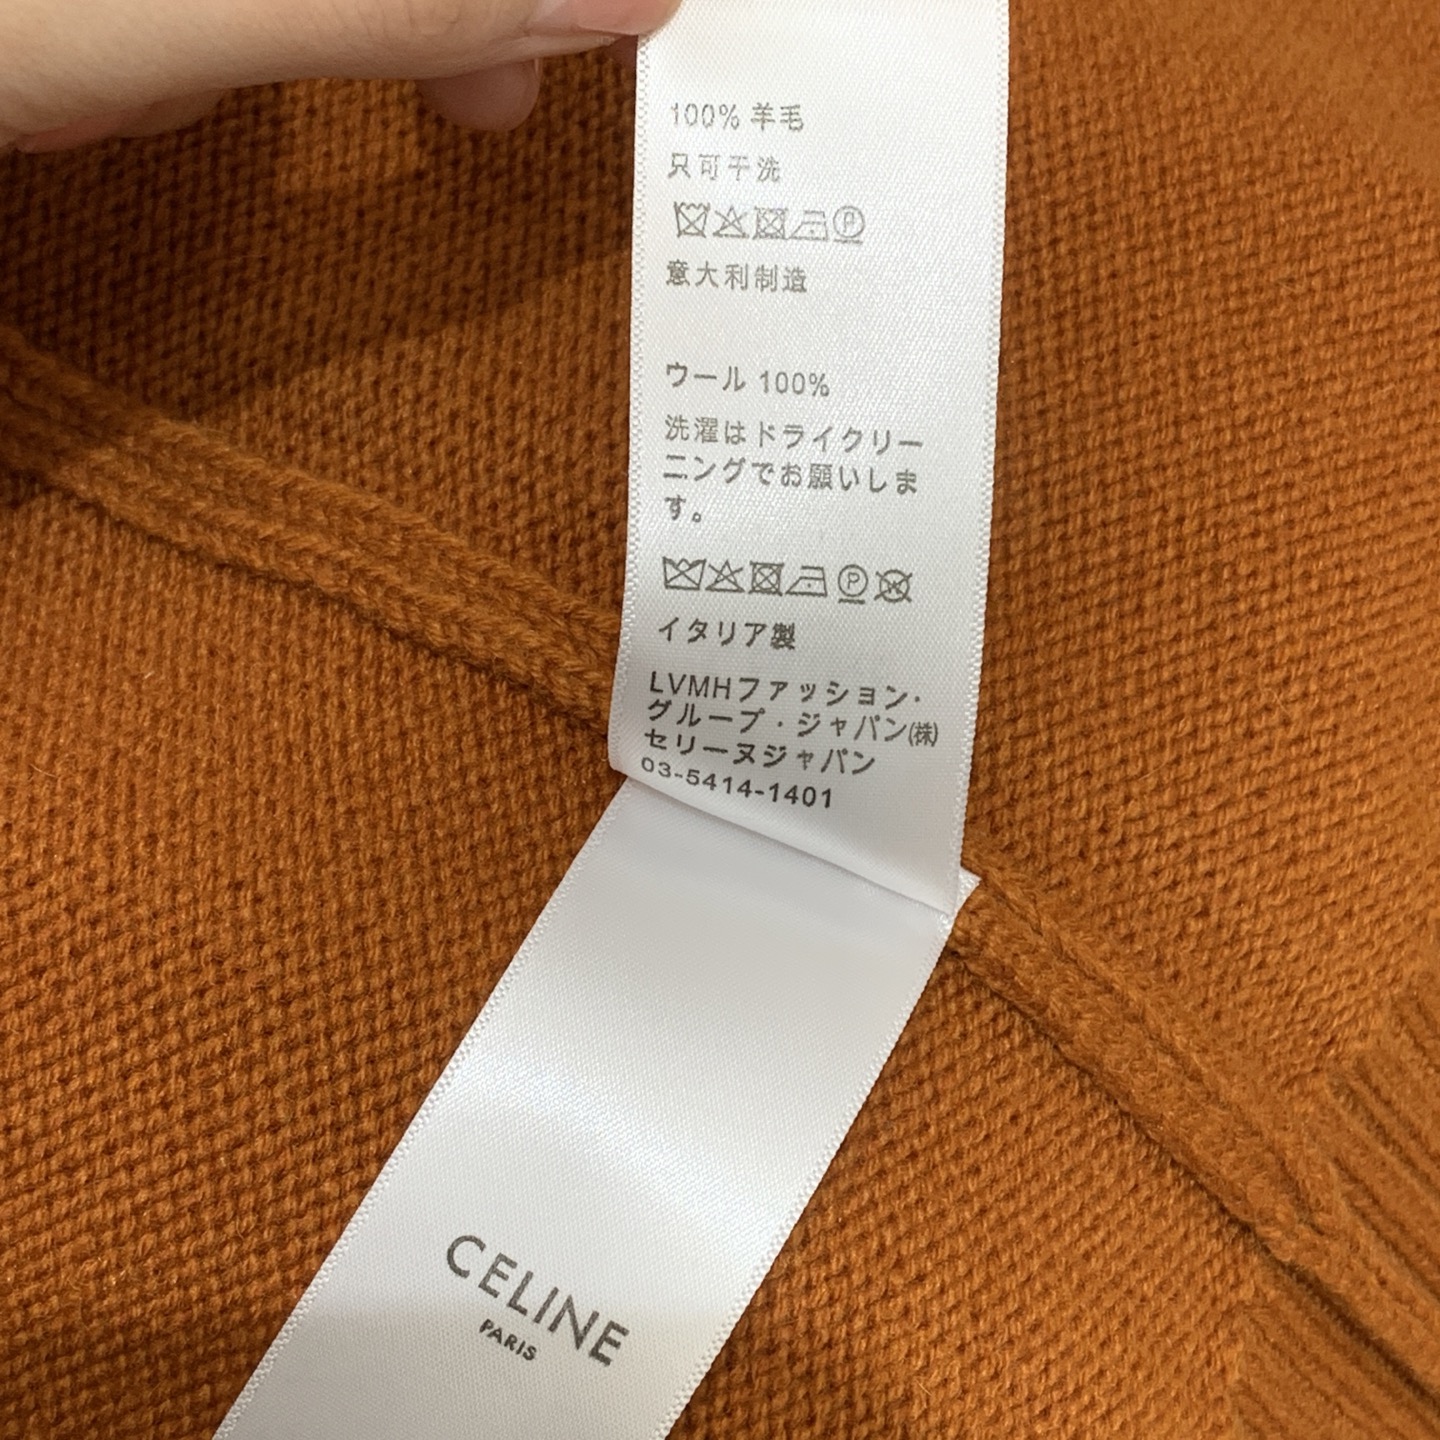 100% 羊毛
只可干洗
意大利制造
ウール 100%
洗濯はドライクリー
ニングでお願いしま
す。
イタリア製
LVMHファッション·
グループ・ジャパン(株)
セリーヌジャパン
03-5414-1401
CELINE
PARIS